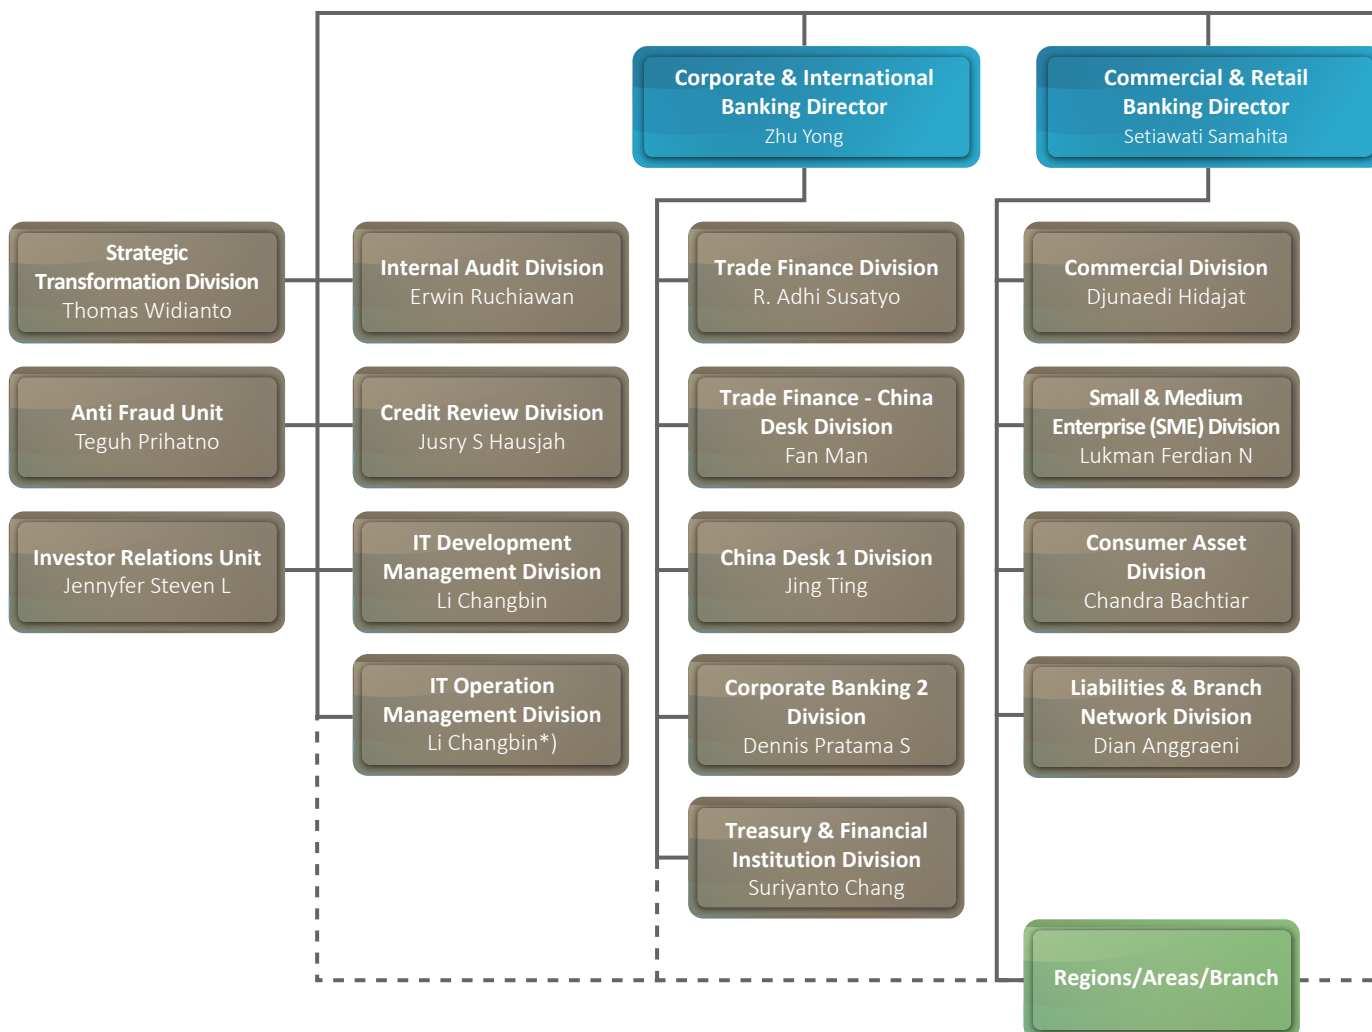 Corporate & International
Banking Director
Zhu Yong
Commercial & Retail
Banking Director
Setiawati Samahita
Strategic
Transformation Division
Thomas Widianto
Internal Audit Division
Erwin Ruchiawan
Trade Finance Division
R. Adhi Susatyo
Commercial Division
Djunaedi Hidajat
Anti Fraud Unit
Teguh Prihatno
Credit Review Division
Jusry S Hausjah
Trade Finance - China
Desk Division
Fan Man
Small & Medium
Enterprise (SME) Division
Lukman Ferdian N
Investor Relations Unit
Jennyfer Steven L
IT Development
Management Division
Li Changbin
China Desk 1 Division
Jing Ting
Consumer Asset
Division
Chandra Bachtiar
IT Operation
Management Division
Li Changbin*)
Corporate Banking 2
Division
Dennis Pratama S
Liabilities & Branch
Network Division
Dian Anggraeni
Treasury & Financial
Institution Division
Suriyanto Chang
Regions/Areas/Branch